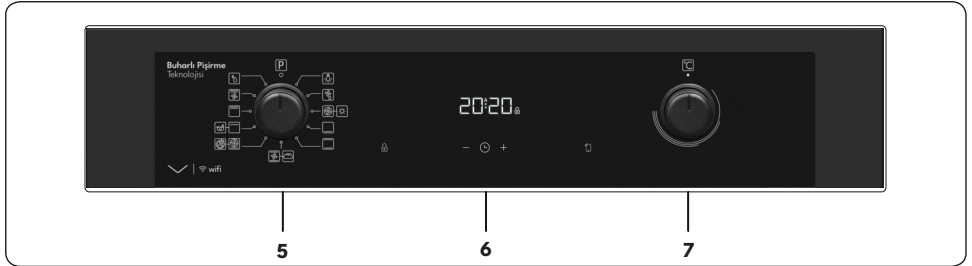 Buharlı Pişirme
Teknolojisi
P
°C
20:20
- +
wifi
5 6 7